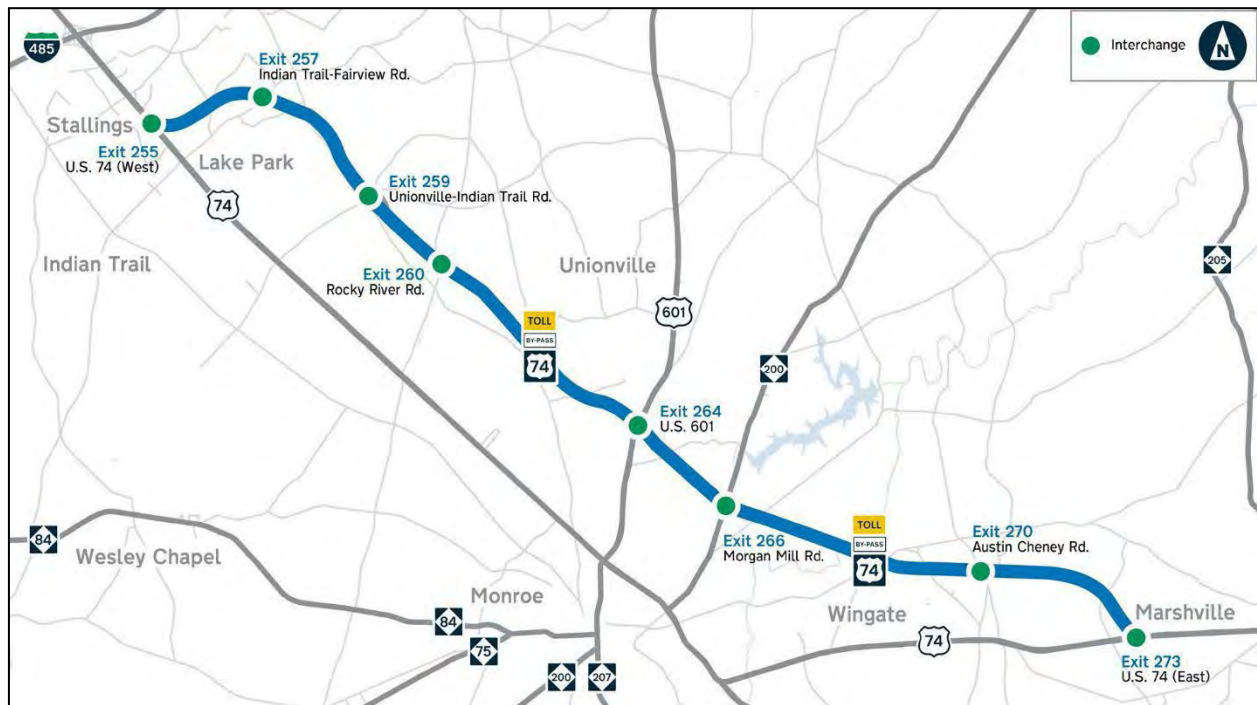 485
Exit 257
Indian Trail-Fairview Rd.
Interchange
N
Stallings
Exit 255
U.S. 74 (West)
Lake Park
74
Exit 259
Unionville-Indian Trail Rd.
Indian Trail
Exit 260
Rocky River Rd.
Unionville
205
601
TOLL
BY-PASS
74
200
Exit 264
U.S. 601
84
Wesley Chapel
Exit 266
Morgan Mill Rd.
TOLL
BY-PASS
74
Exit 270
Austin Cheney Rd.
Monroe
84
75
200
207
Wingate
74
Marshville
Exit 273
U.S. 74 (East)